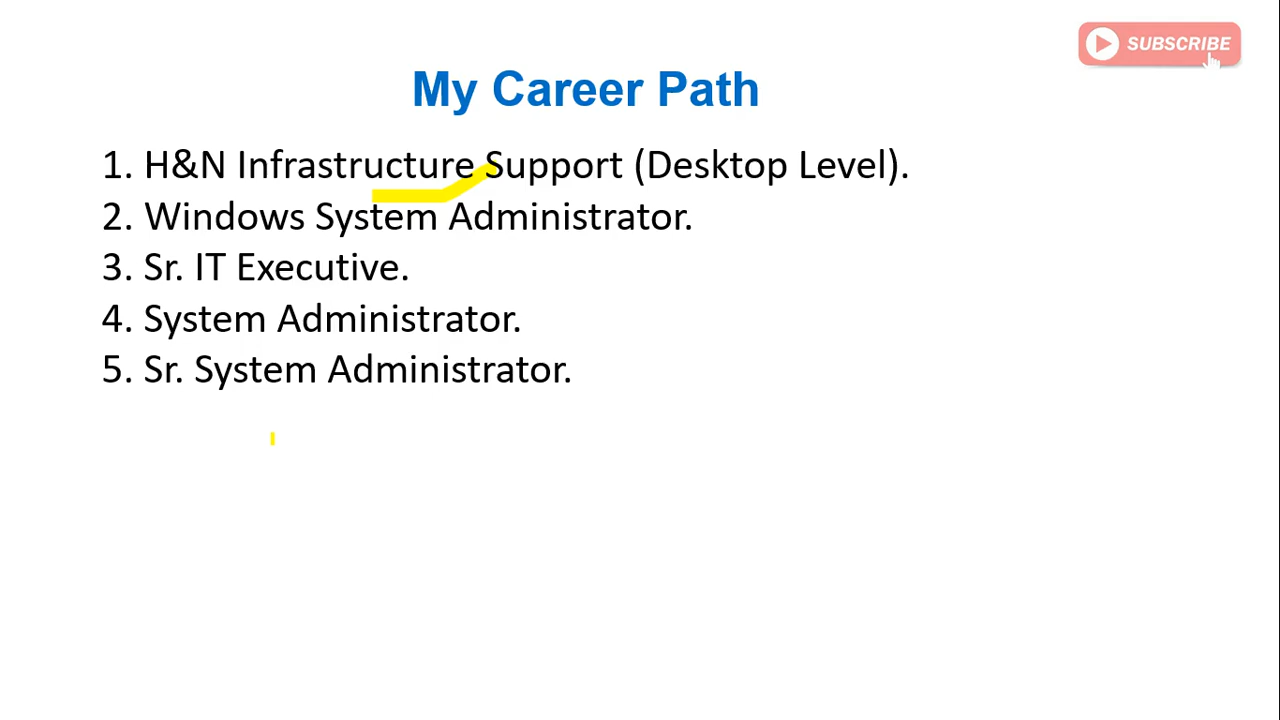 SUBSCRIBE
My Career Path
1. H&N Infrastructure Support (Desktop Level).
2. Windows System Administrator.
3. Sr. IT Executive.
4. System Administrator.
5. Sr. System Administrator.